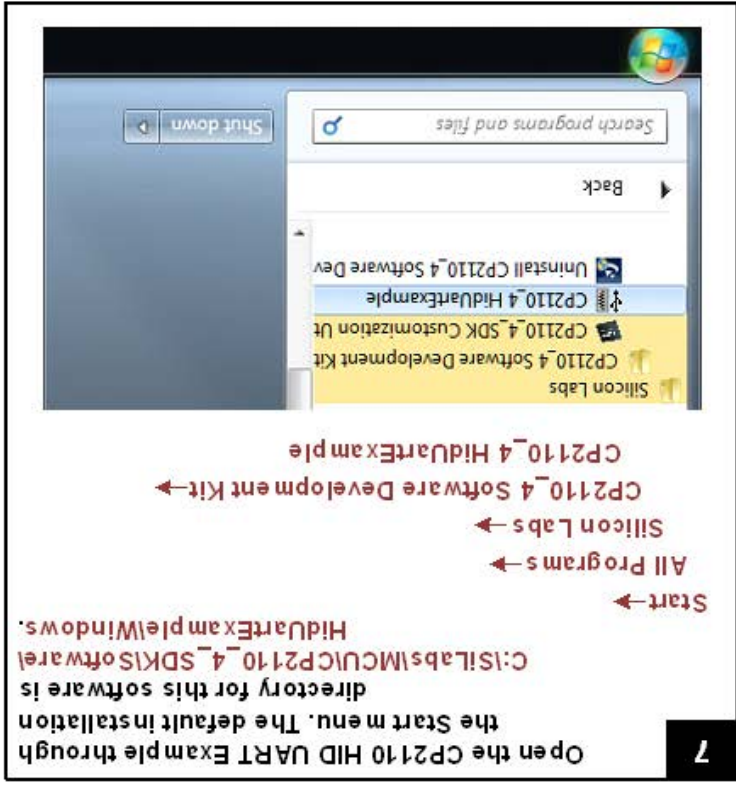 7
Open the CP2110 HID UART Example through
the Start menu. The default installation
directory for this software is
C:\SiLabs\MCU\CP2110_4_SDK\Software\
HidUartExample\Windows.
Start→
All Programs→
Silicon Labs→
CP2110_4 Software Development Kit→
CP2110_4 HidUartExample
Silicon Labs
CP2110_4 Software Development Kit
CP2110_4_SDK Customization Ut
CP2110_4 HidUartExample
Uninstall CP2110_4 Software Dev
Back
Search programs and files
Shut down